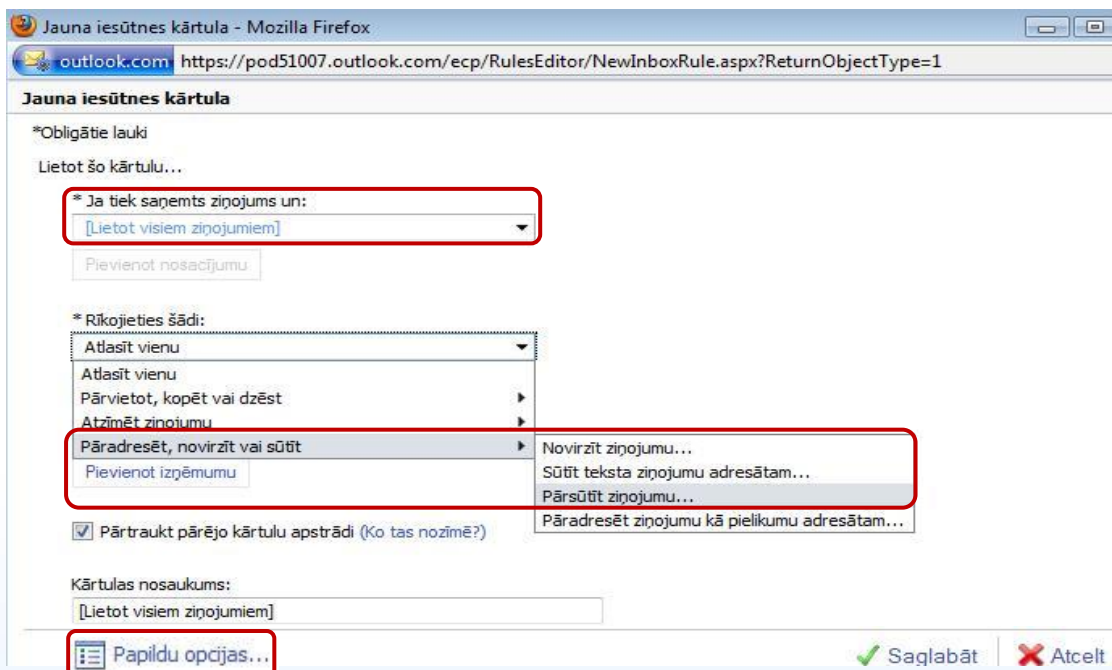 Jauna iesūtnes kārtula - Mozilla Firefox
outlook.com https://pod51007.outlook.com/ecp/RulesEditor/NewInboxRule.aspx?ReturnObjectType=1
Jauna iesūtnes kārtula
*Obligātie lauki
Lietot šo kārtulu...
* Ja tiek saņemts ziņojums un:
[Lietot visiem ziņojumiem]
Pievienot nosacījumu
* Rīkojieties šādi:
Atlasīt vienu
Atlasīt vienu
Pārvietot, kopēt vai dzēst
Atzīmēt ziņojumu
Pāradresēt, novirzīt vai sūtīt
Novirzīt ziņojumu...
Pievienot izņēmumu
Sūtīt teksta ziņojumu adresātam...
Pārsūtīt ziņojumu...
Pāradresēt ziņojumu kā pielikumu adresātam...
Pārtraukt pārējo kārtulu apstrādi (Ko tas nozīmē?)
Kārtulas nosaukums:
[Lietot visiem ziņojumiem]
Papildu opcijas...
Saglabāt
Atcelt